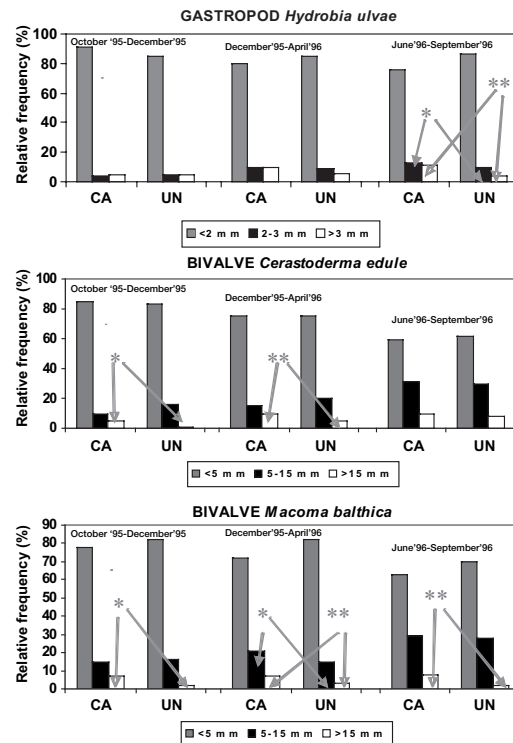 GASTROPOD Hydrobia ulvae
Relative frequency (%)
100
80
60
40
20
0
October '95-December'95
December'95-April'96
June'96-September'96
*
**
CA UN CA UN CA UN
<2 mm 2-3 mm >3 mm
BIVALVE Cerastoderma edule
Relative frequency (%)
100
80
60
40
20
0
October '95-December'95
December'95-April'96
June'96-September'96
* **
CA UN CA UN CA UN
<5 mm 5-15 mm >15 mm
BIVALVE Macoma balthica
Relative frequency (%)
90
80
70
60
50
40
30
20
10
0
October '95-December'95
December'95-April'96
June'96-September'96
* * ** **
CA UN CA UN CA UN
<5 mm 5-15 mm >15 mm